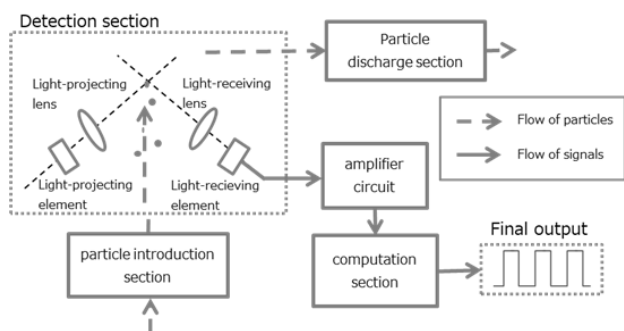 Detection section
Light-projecting
lens
Light-receiving
lens
Light-projecting
element
Light-recieving
element
Particle
discharge section
Flow of particles
Flow of signals
amplifier
circuit
particle introduction
section
computation
section
Final output